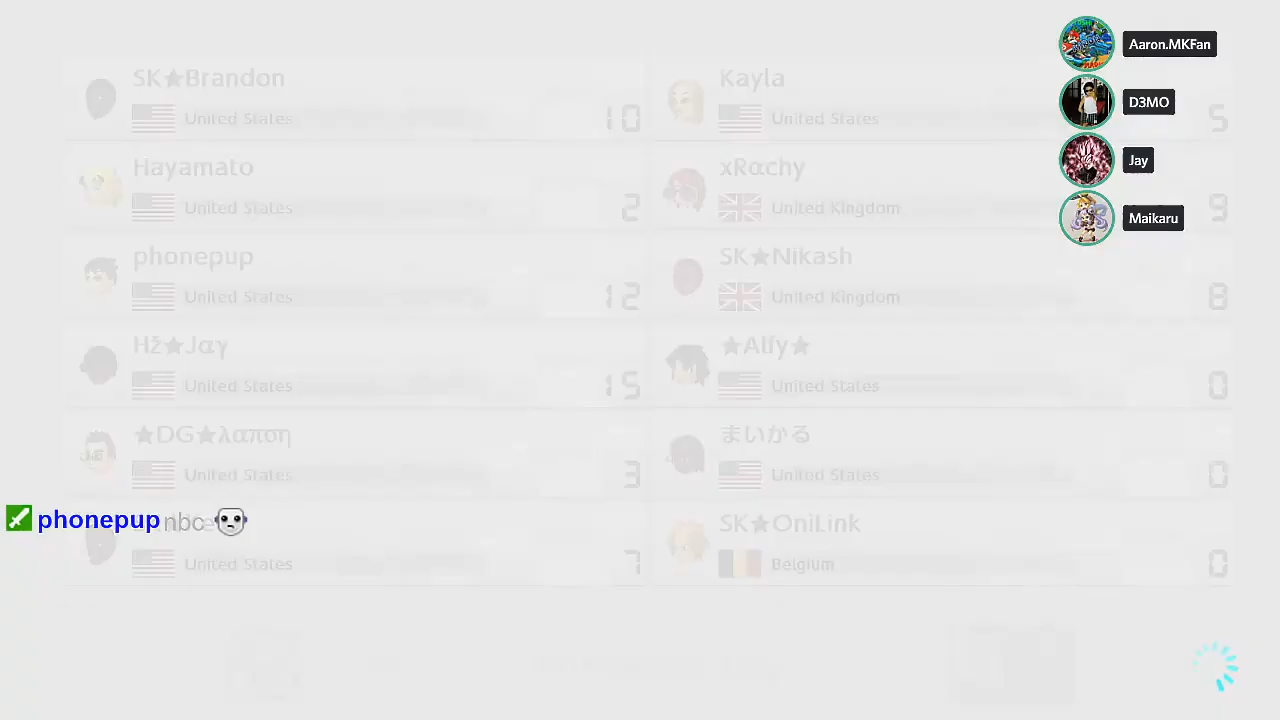 SK★Brandon
United States
10
Kayla
United States
5
Hayamato
United States
2
xRαchy
United Kingdom
9
phonepup
United States
12
SK★Nikash
United Kingdom
8
Hž★Jαγ
United States
15
★Alfy★
United States
0
★DG★λαπση
United States
3
まいかる
United States
0
United States
7
SK★OniLink
Belgium
0
Aaron.MKFan
D3MO
Jay
Maikaru
phonepup nbc